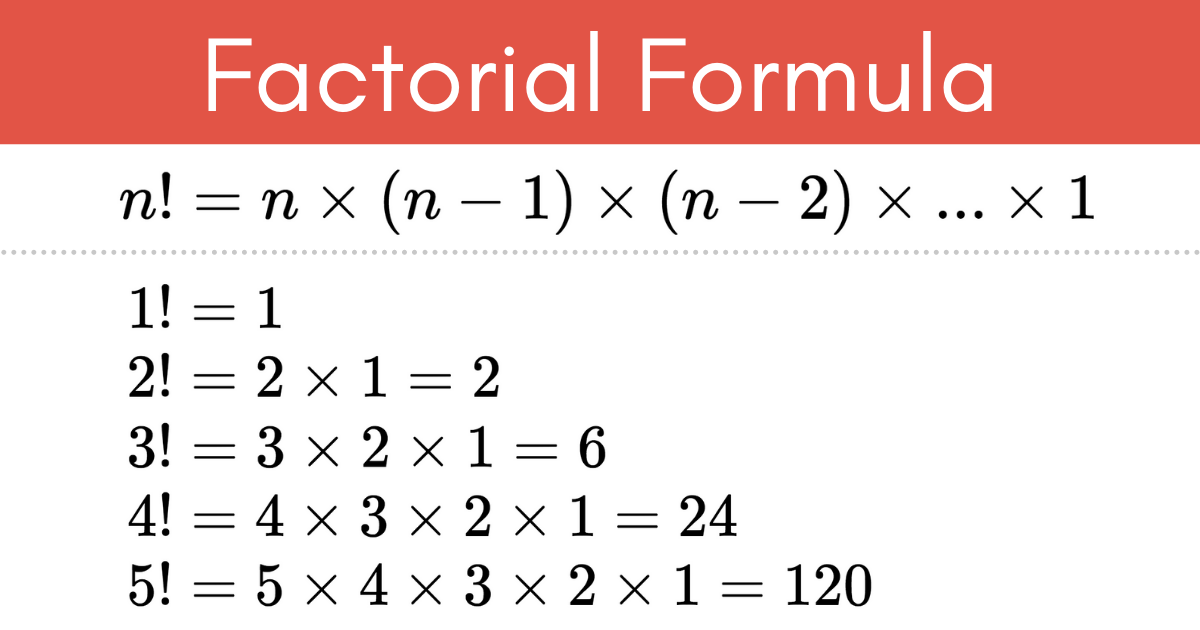 Factorial Formula
n! = n × (n − 1) × (n − 2) × ... × 1
1! = 1
2! = 2 × 1 = 2
3! = 3 × 2 × 1 = 6
4! = 4 × 3 × 2 × 1 = 24
5! = 5 × 4 × 3 × 2 × 1 = 120